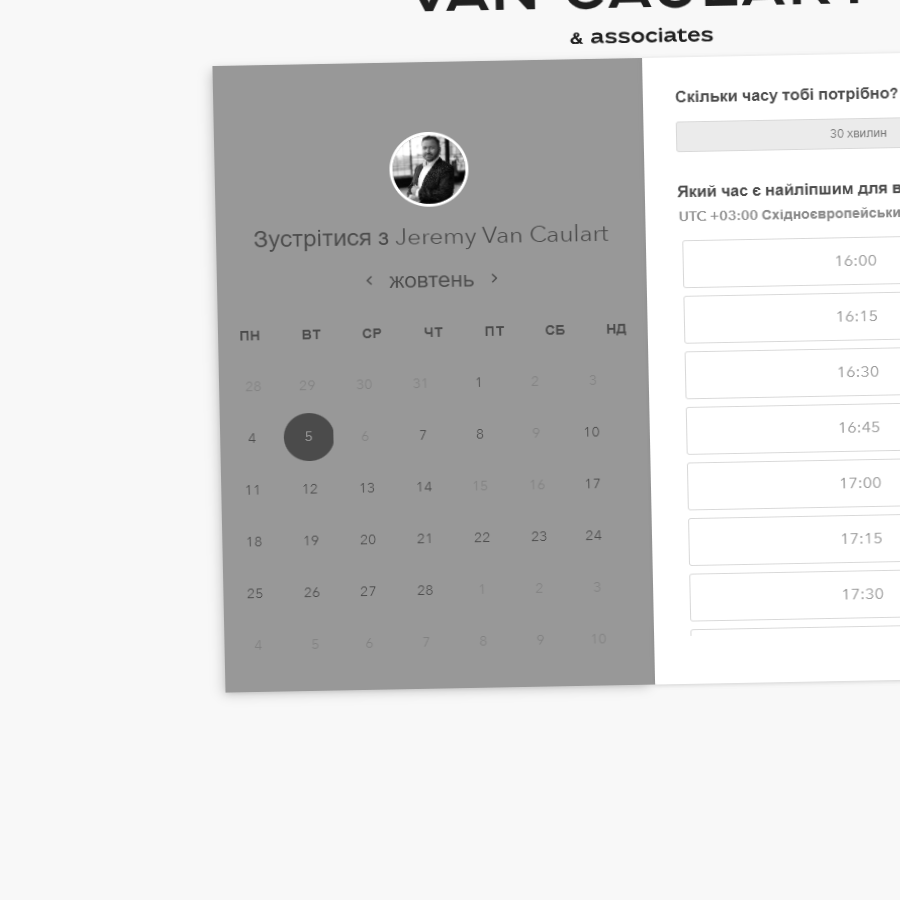 VAN CAULART
& associates
Зустрітися з Jeremy Van Caulart
‹ жовтень ›
ПН ВТ СР ЧТ ПТ СБ НД
28 29 30 31 1 2 3
4 5 6 7 8 9 10
11 12 13 14 15 16 17
18 19 20 21 22 23 24
25 26 27 28 1 2 3
4 5 6 7 8 9 10
Скільки часу тобі потрібно?
30 хвилин
Який час є найліпшим для в
UTC +03:00 Східноєвропейськи
16:00
16:15
16:30
16:45
17:00
17:15
17:30